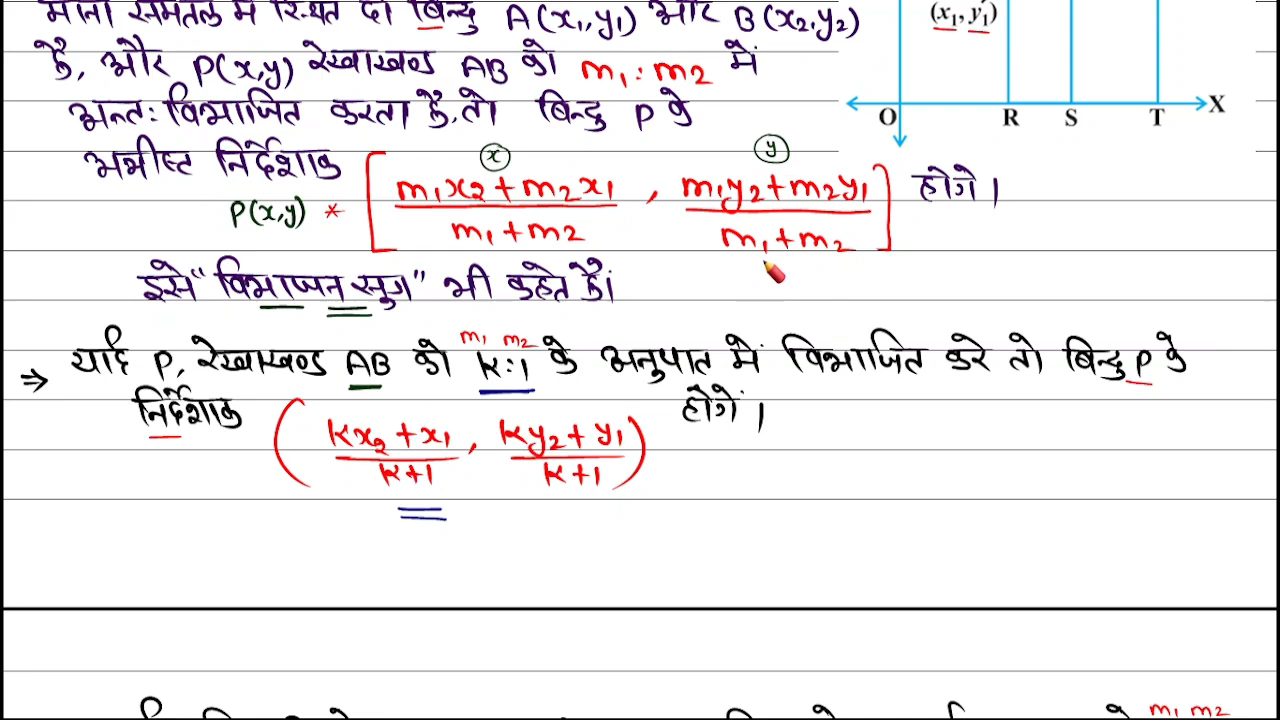 माना समतल में स्थित दो बिन्दु A(x₁,y₁) और B(x₂,y₂)
है, और P(x,y) रेखाखण्ड AB को m₁:m₂ में
अन्त:विभाजित करता है, तो बिन्दु P के
अभीष्ट निर्देशांक
P(x,y) * [ (m₁x₂+m₂x₁)/(m₁+m₂) , (m₁y₂+m₂y₁)/(m₁+m₂) ] होंगे।
x y
इसे "विभाजन सूत्र" भी कहेते हैं।
m₁ m₂
⇒ यदि P, रेखाखण्ड AB को k:1 के अनुपात में विभाजित करे तो बिन्दु P के
निर्देशांक ( (kx₂+x₁)/(k+1) , (ky₂+y₁)/(k+1) ) होगें।
m₁ m₂
(x₁, y₁)
O R S T X